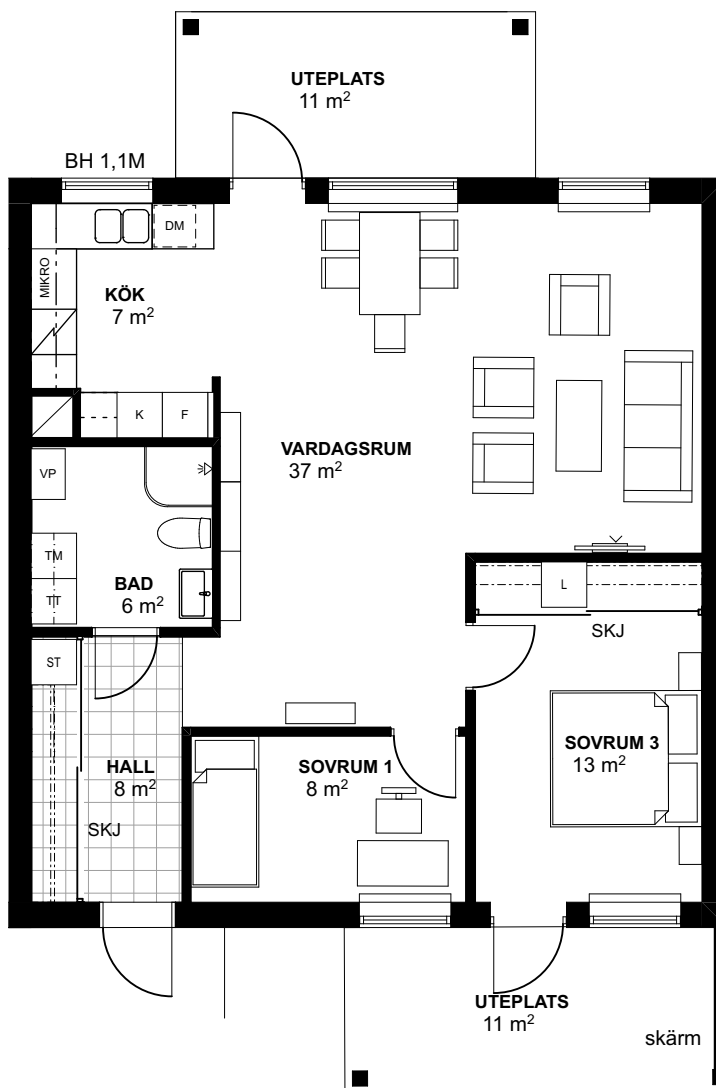 UTEPLATS
11 m²
BH 1,1M
DM
MIKRO
KÖK
7 m²
K
F
VARDAGSRUM
37 m²
VP
TM
BAD
6 m²
TT
L
SKJ
ST
HALL
8 m²
SKJ
SOVRUM 1
8 m²
SOVRUM 3
13 m²
UTEPLATS
11 m²
skärm